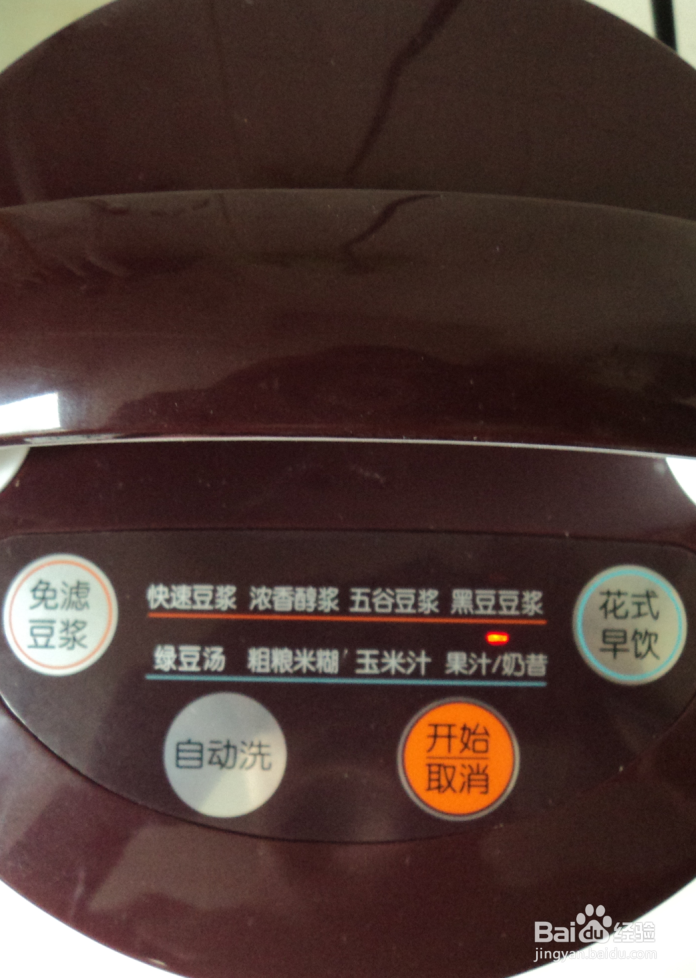 免滤
豆浆
快速豆浆 浓香醇浆 五谷豆浆 黑豆豆浆
花式
早饮
绿豆汤 粗粮米糊 玉米汁 果汁/奶昔
自动洗
开始
取消
Baidu经验
jingyan.baidu.com